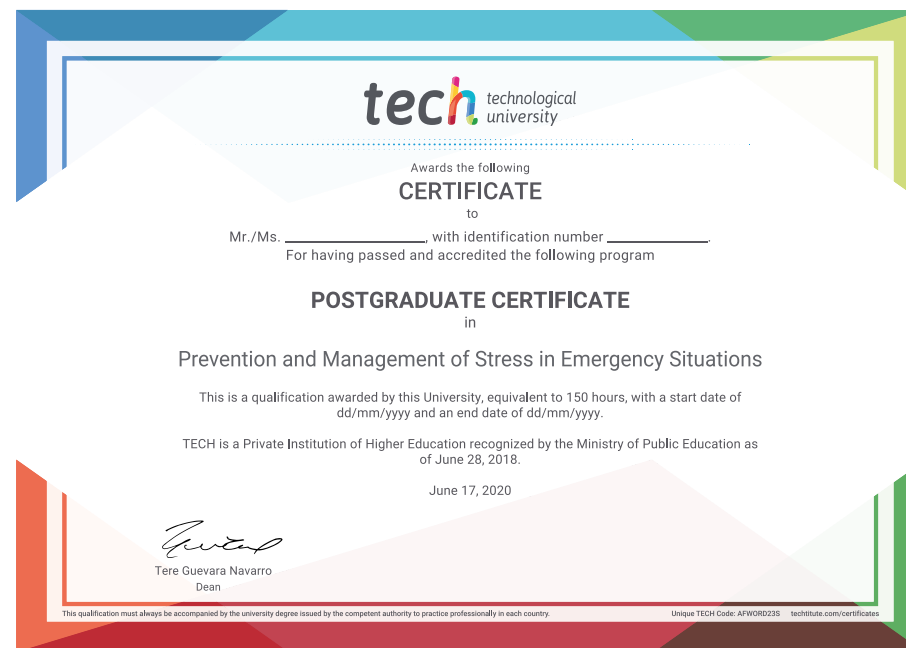 tech technological
university
Awards the following
CERTIFICATE
to
Mr./Ms. ____________________, with identification number ______________.
For having passed and accredited the following program
POSTGRADUATE CERTIFICATE
in
Prevention and Management of Stress in Emergency Situations
This is a qualification awarded by this University, equivalent to 150 hours, with a start date of
dd/mm/yyyy and an end date of dd/mm/yyyy.
TECH is a Private Institution of Higher Education recognized by the Ministry of Public Education as
of June 28, 2018.
June 17, 2020
Tere Guevara Navarro
Dean
This qualification must always be accompanied by the university degree issued by the competent authority to practice professionally in each country.
Unique TECH Code: AFWORD23S techtitute.com/certificates